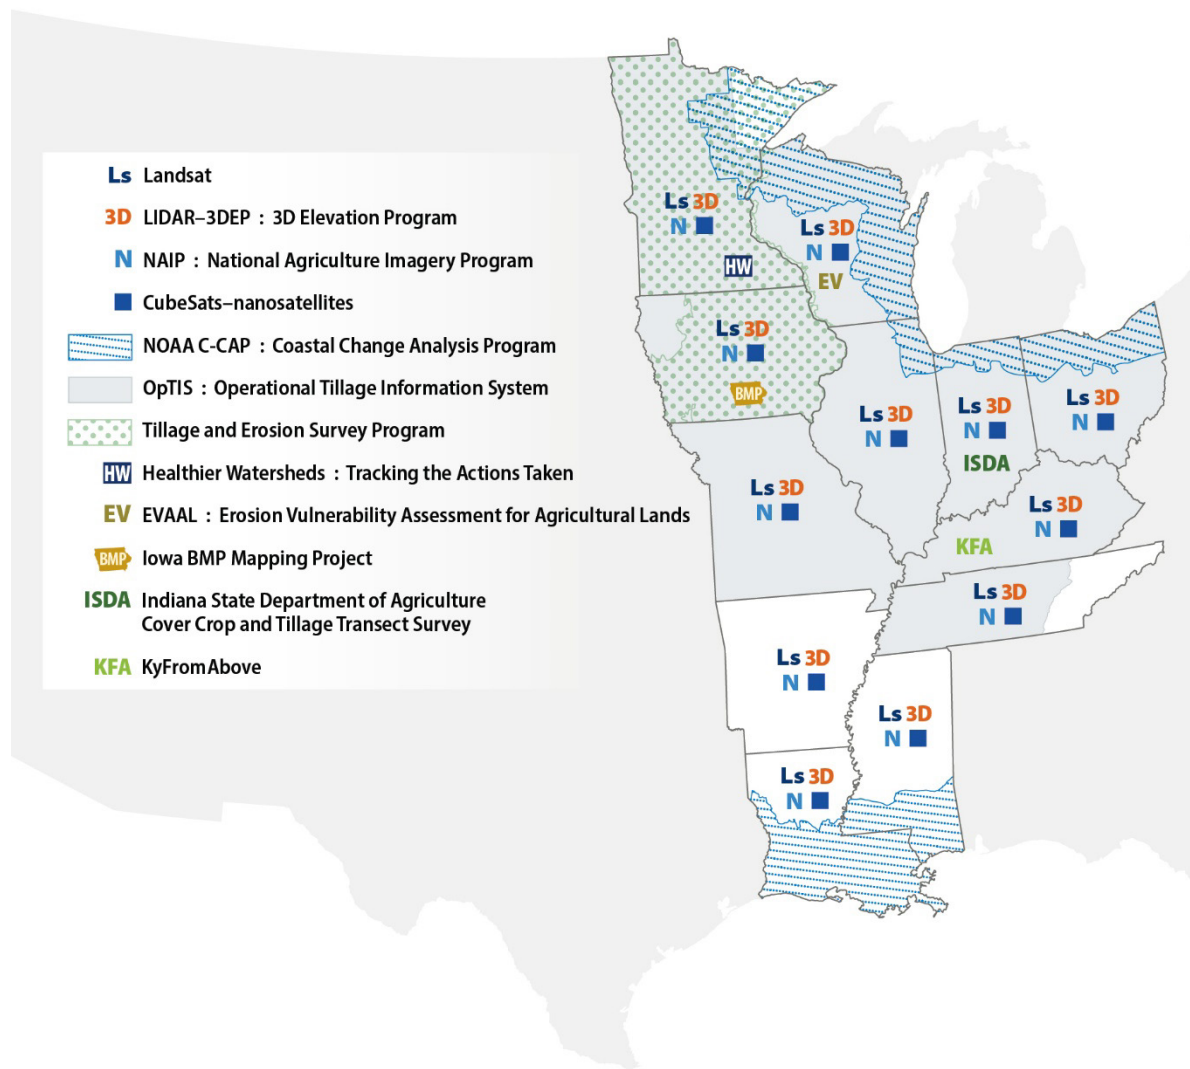 Ls Landsat
3D LIDAR–3DEP : 3D Elevation Program
N NAIP : National Agriculture Imagery Program
CubeSats–nanosatellites
NOAA C-CAP : Coastal Change Analysis Program
OpTIS : Operational Tillage Information System
Tillage and Erosion Survey Program
HW Healthier Watersheds : Tracking the Actions Taken
EV EVAAL : Erosion Vulnerability Assessment for Agricultural Lands
BMP Iowa BMP Mapping Project
ISDA Indiana State Department of Agriculture
Cover Crop and Tillage Transect Survey
KFA KyFromAbove
Ls 3D
N
HW
Ls 3D
N
EV
Ls 3D
N
BMP
Ls 3D
N
Ls 3D
N
ISDA
Ls 3D
N
Ls 3D
N
Ls 3D
N
KFA
Ls 3D
N
Ls 3D
N
Ls 3D
N
Ls 3D
N